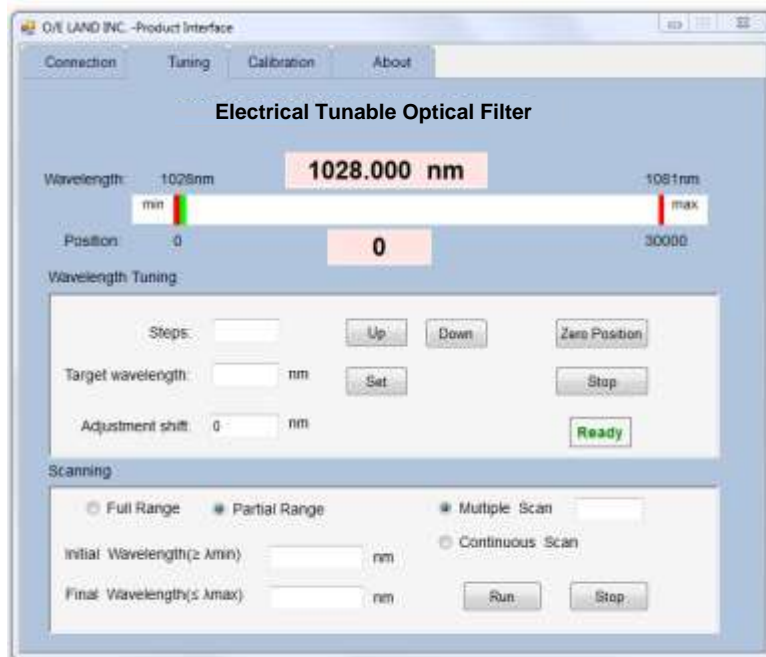 O/E LAND INC. -Product Interface
Connection Tuning Calibration About
Electrical Tunable Optical Filter
Wavelength: 1028nm 1028.000 nm 1081nm
min max
Position: 0 0 30000
Wavelength Tuning
Steps: Up Down Zero Position
Target wavelength: nm Set Stop
Adjustment shift: 0 nm Ready
Scanning
Full Range Partial Range Multiple Scan
Continuous Scan
Initial Wavelength(≥ λmin) nm
Final Wavelength(≤ λmax) nm Run Stop